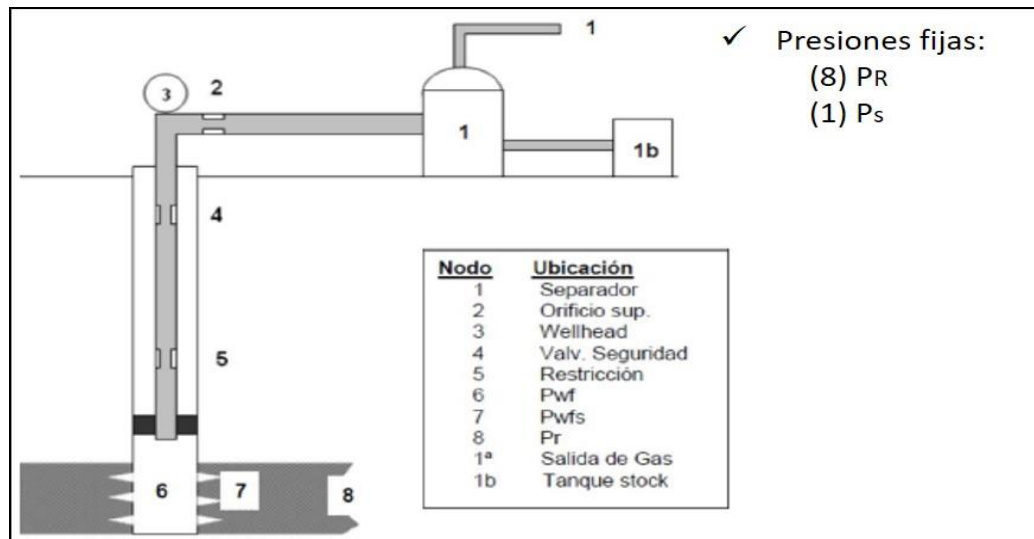 ✓ Presiones fijas:
(8) PR
(1) Ps
1
2
3
1
1b
4
5
6
7
8
Nodo Ubicación
1 Separador
2 Orificio sup.
3 Wellhead
4 Valv. Seguridad
5 Restricción
6 Pwf
7 Pwfs
8 Pr
1ª Salida de Gas
1b Tanque stock